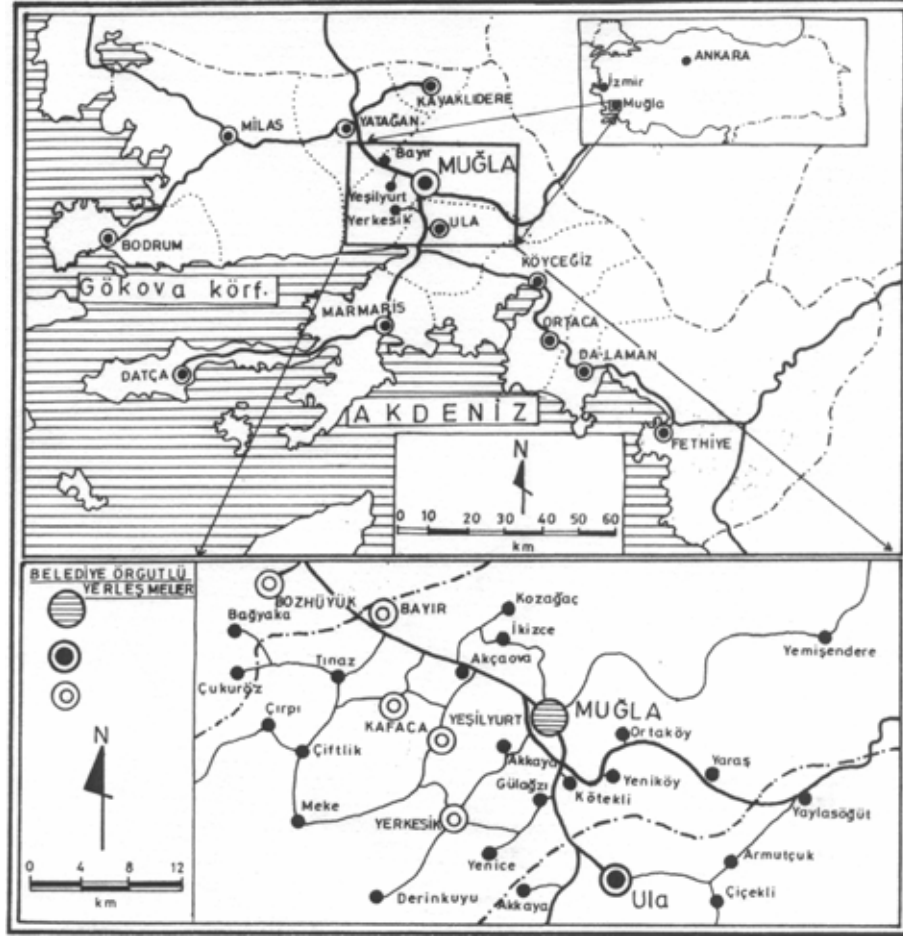 ANKARA
İzmir
Muğla
KAYAKLIDERE
MİLAS
YATAĞAN
Bayır
MUĞLA
Yeşilyurt
Yerkesik
ULA
BODRUM
Gökova körf.
KÖYCEĞİZ
MARMARİS
ORTACA
DALAMAN
DATÇA
AKDENİZ
FETHİYE
N
0 10 20 30 40 50 60
km
BELEDİYE ÖRGUTLÜ
YERLEŞMELER
N
0 4 8 12
km
BOZHÜYÜK
BAYIR
Kozağaç
Bağyaka
İkizce
Yemişendere
Tınaz
Akçaova
Çukuröz
KAFACA
YEŞİLYURT
MUĞLA
Çırpı
Ortaköy
Çiftlik
Akkaya
Yaraş
Gülağzı
Yeniköy
Kötekli
Meke
YERKESİK
Yaylasöğüt
Yenice
Armutçuk
Derinkuyu
Akkaya
Ula
Çiçekli